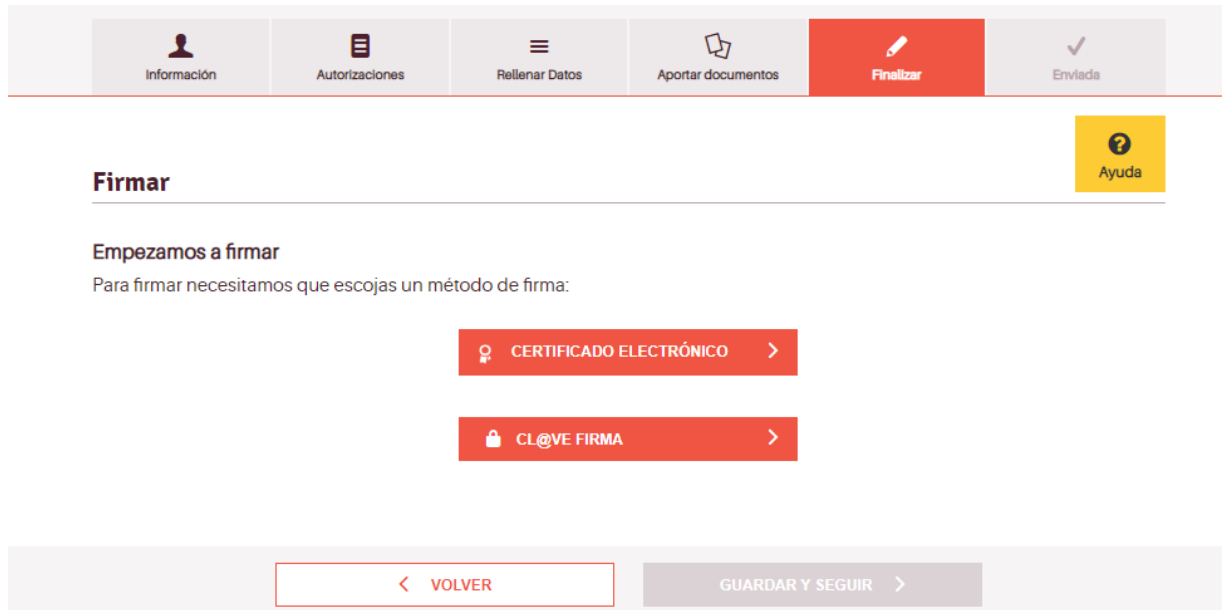 Información
Autorizaciones
Rellenar Datos
Aportar documentos
Finalizar
Enviada
Ayuda
Firmar
Empezamos a firmar
Para firmar necesitamos que escojas un método de firma:
CERTIFICADO ELECTRÓNICO
CL@VE FIRMA
VOLVER
GUARDAR Y SEGUIR